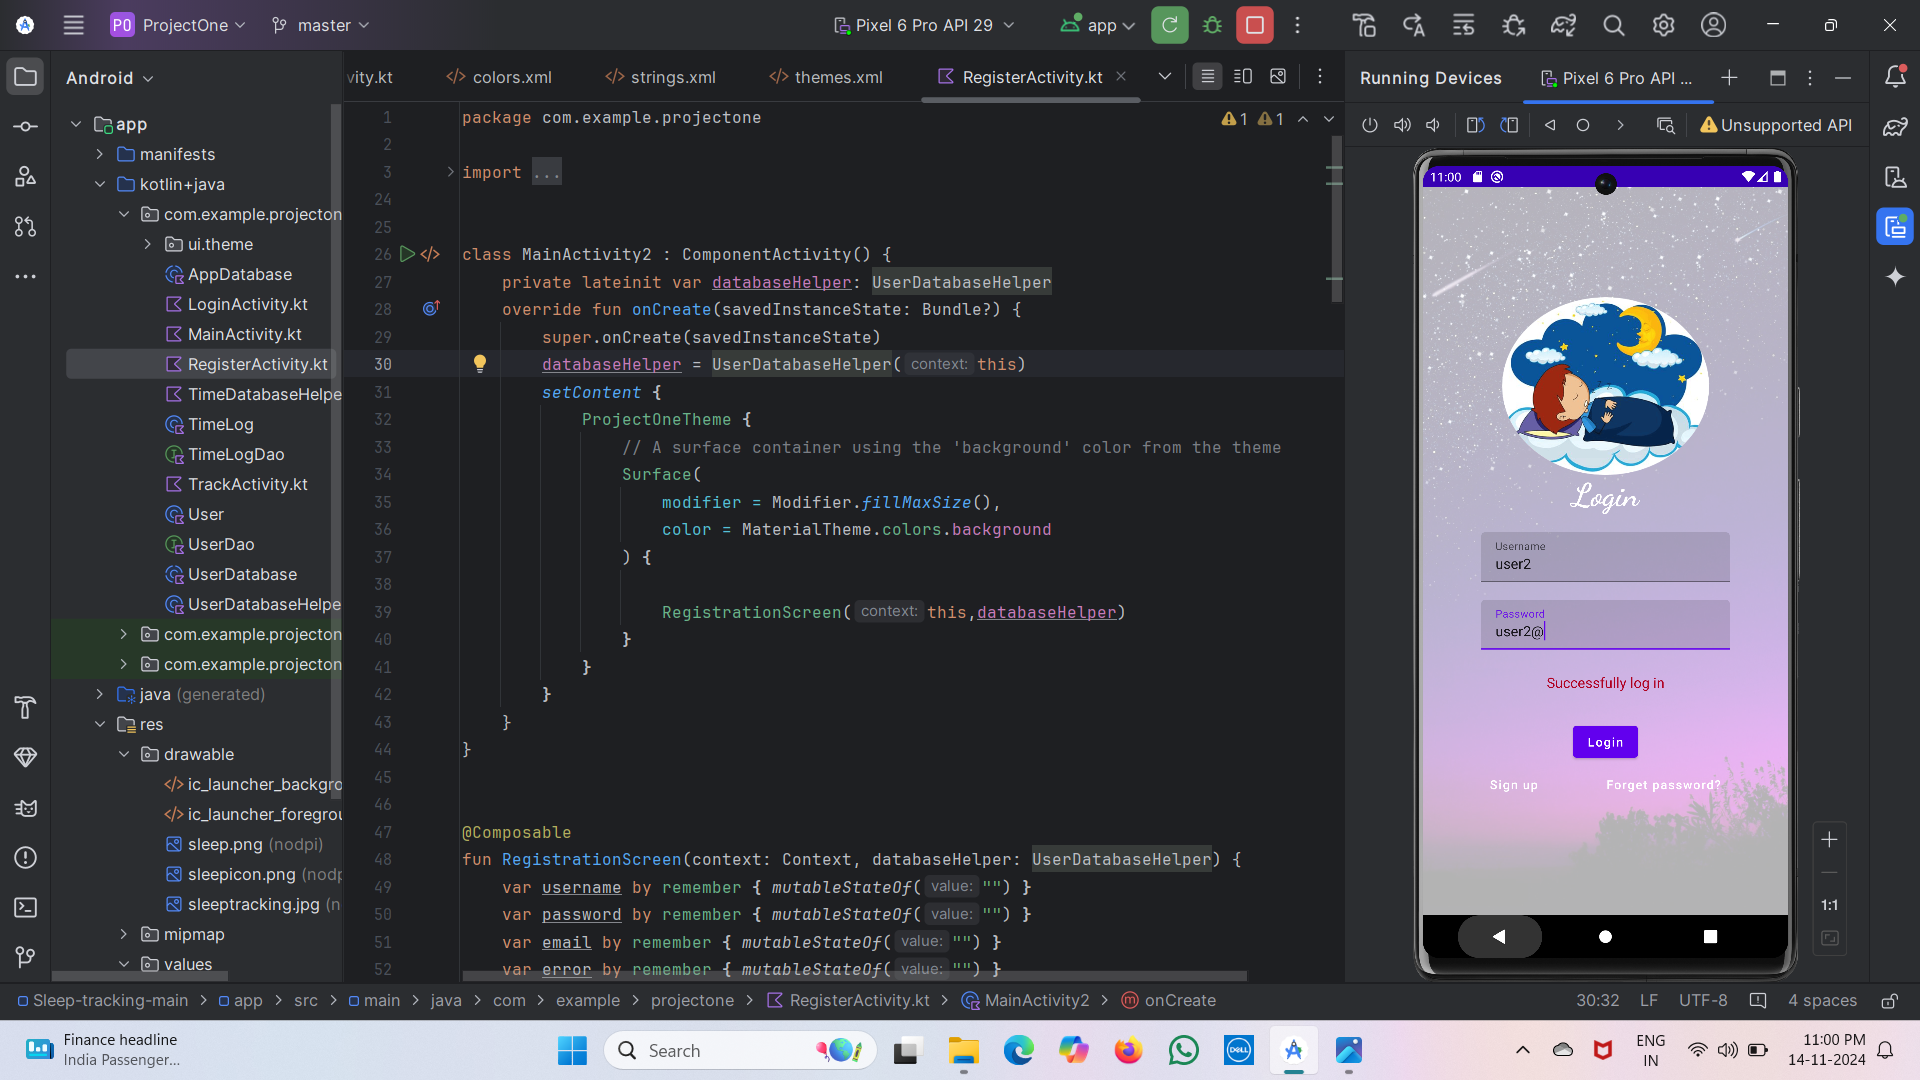 P0 ProjectOne master Pixel 6 Pro API 29 app
Android
vity.kt colors.xml strings.xml themes.xml RegisterActivity.kt
Running Devices Pixel 6 Pro API ...
Unsupported API
app
manifests
kotlin+java
com.example.projecton
ui.theme
AppDatabase
LoginActivity.kt
MainActivity.kt
RegisterActivity.kt
TimeDatabaseHelpe
TimeLog
TimeLogDao
TrackActivity.kt
User
UserDao
UserDatabase
UserDatabaseHelpe
com.example.projecton
com.example.projecton
java (generated)
res
drawable
ic_launcher_backgro
ic_launcher_foregrou
sleep.png (nodpi)
sleepicon.png (nodp
sleeptracking.jpg (n
mipmap
values
1 package com.example.projectone
2
3 import ...
24
25
26 class MainActivity2 : ComponentActivity() {
27 private lateinit var databaseHelper: UserDatabaseHelper
28 override fun onCreate(savedInstanceState: Bundle?) {
29 super.onCreate(savedInstanceState)
30 databaseHelper = UserDatabaseHelper( context: this)
31 setContent {
32 ProjectOneTheme {
33 // A surface container using the 'background' color from the theme
34 Surface(
35 modifier = Modifier.fillMaxSize(),
36 color = MaterialTheme.colors.background
37 ) {
38
39 RegistrationScreen( context: this,databaseHelper)
40 }
41 }
42 }
43 }
44 }
45
46
47 @Composable
48 fun RegistrationScreen(context: Context, databaseHelper: UserDatabaseHelper) {
49 var username by remember { mutableStateOf( value: "") }
50 var password by remember { mutableStateOf( value: "") }
51 var email by remember { mutableStateOf( value: "") }
52 var error by remember { mutableStateOf( value: "") }
1 1
11:00
Login
Username
user2
Password
user2@
Successfully log in
Login
Sign up Forget password?
1:1
Sleep-tracking-main > app > src > main > java > com > example > projectone > RegisterActivity.kt > MainActivity2 > onCreate
30:32 LF UTF-8 4 spaces
Finance headline
India Passenger...
Search
DELL
ENG
IN
11:00 PM
14-11-2024